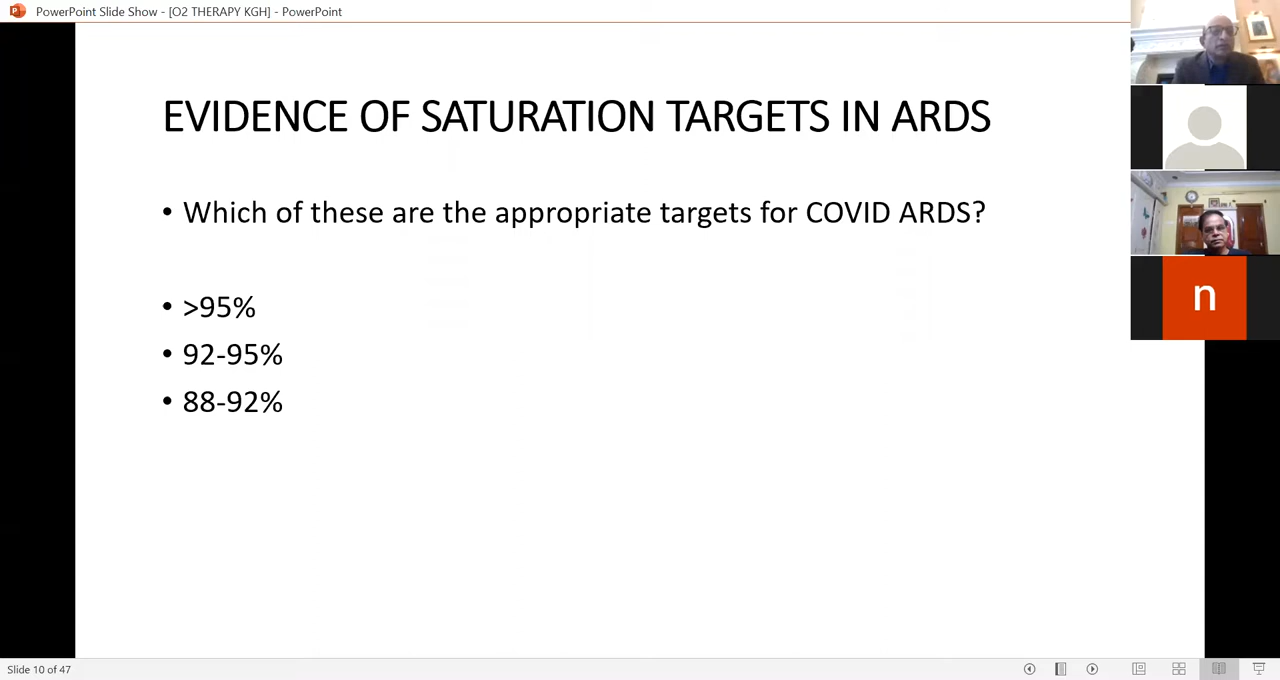 PowerPoint Slide Show - [O2 THERAPY KGH] - PowerPoint
EVIDENCE OF SATURATION TARGETS IN ARDS
• Which of these are the appropriate targets for COVID ARDS?
• >95%
• 92-95%
• 88-92%
n
Slide 10 of 47